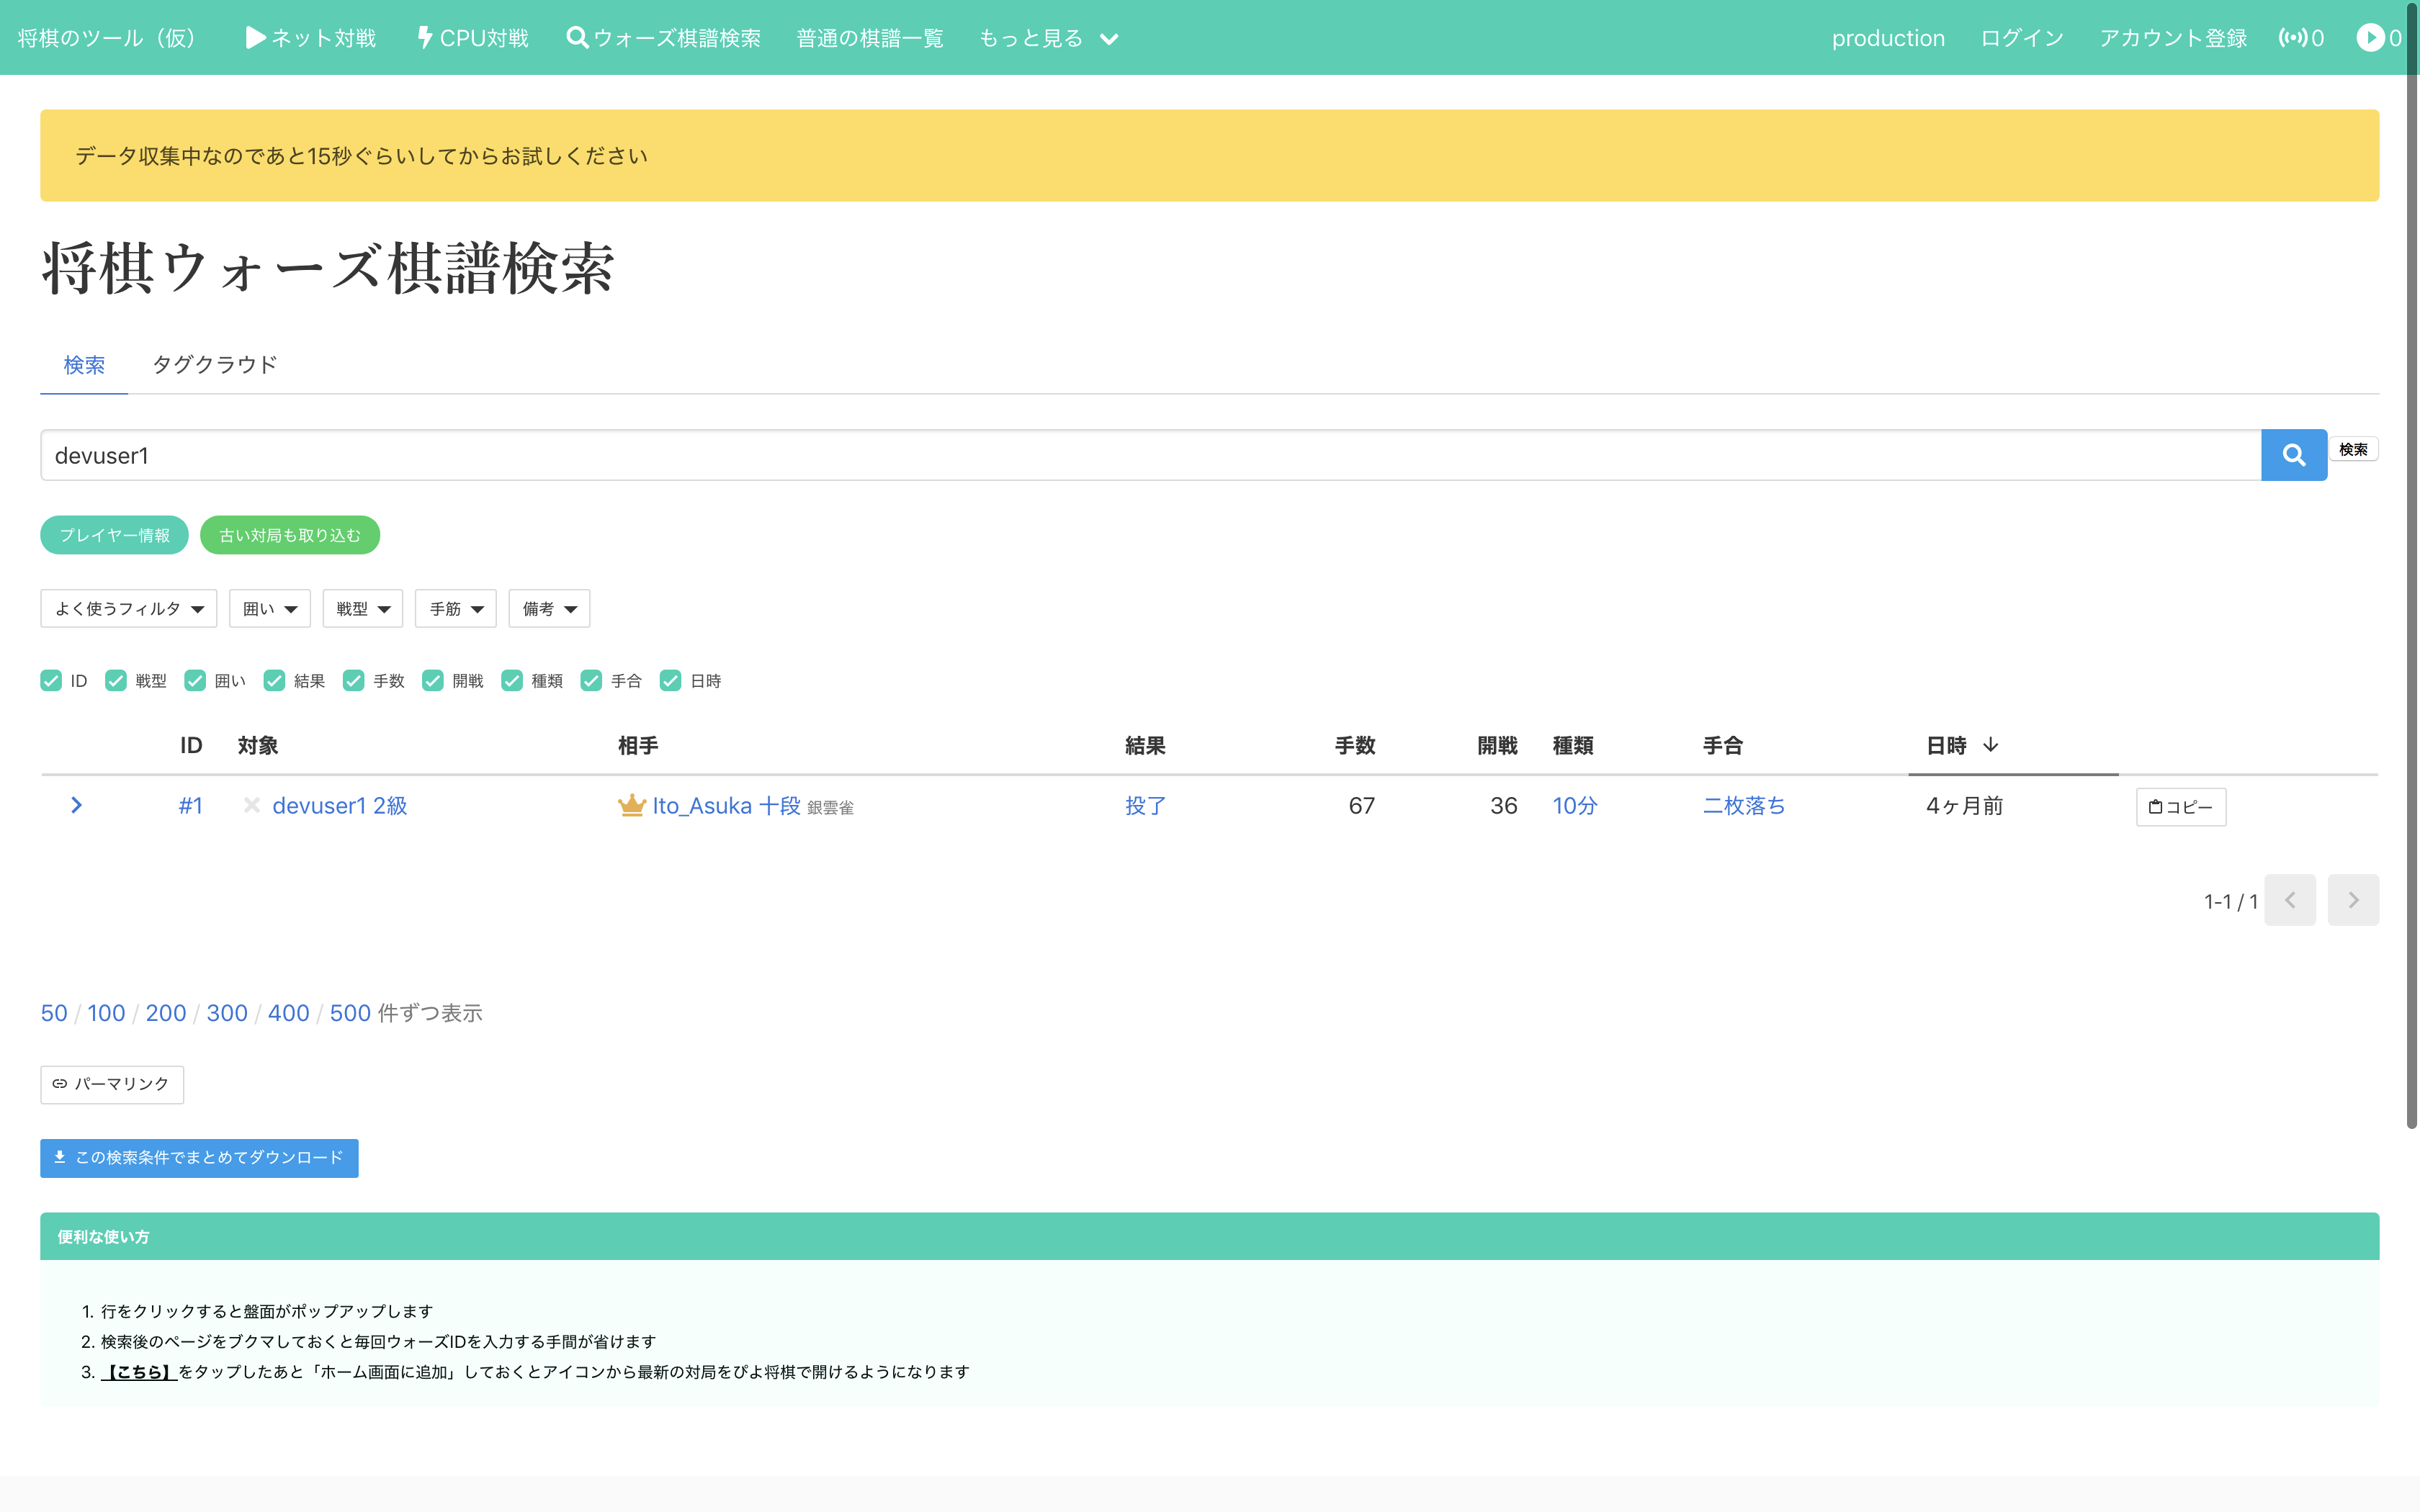 将棋のツール（仮） ネット対戦 CPU対戦 ウォーズ棋譜検索 普通の棋譜一覧 もっと見る production ログイン アカウント登録 0 0
データ収集中なのであと15秒ぐらいしてからお試しください
将棋ウォーズ棋譜検索
検索 タグクラウド
devuser1 検索
プレイヤー情報 古い対局も取り込む
よく使うフィルタ 囲い 戦型 手筋 備考
ID 戦型 囲い 結果 手数 開戦 種類 手合 日時
ID 対象 相手 結果 手数 開戦 種類 手合 日時
#1 devuser1 2級 Ito_Asuka 十段 銀雲雀 投了 67 36 10分 二枚落ち 4ヶ月前 コピー
1-1 / 1
50 / 100 / 200 / 300 / 400 / 500 件ずつ表示
パーマリンク
この検索条件でまとめてダウンロード
便利な使い方
1. 行をクリックすると盤面がポップアップします
2. 検索後のページをブクマしておくと毎回ウォーズIDを入力する手間が省けます
3. 【こちら】をタップしたあと「ホーム画面に追加」しておくとアイコンから最新の対局をぴよ将棋で開けるようになります